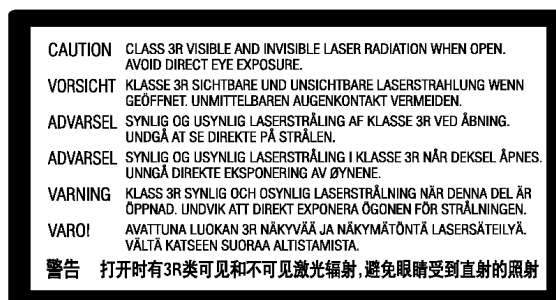 CAUTION CLASS 3R VISIBLE AND INVISIBLE LASER RADIATION WHEN OPEN.
AVOID DIRECT EYE EXPOSURE.
VORSICHT KLASSE 3R SICHTBARE UND UNSICHTBARE LASERSTRAHLUNG WENN
GEÖFFNET. UNMITTELBAREN AUGENKONTAKT VERMEIDEN.
ADVARSEL SYNLIG OG USYNLIG LASERSTRÅLING AF KLASSE 3R VED ÅBNING.
UNDGÅ AT SE DIREKTE PÅ STRÅLEN.
ADVARSEL SYNLIG OG USYNLIG LASERSTRÅLING I KLASSE 3R NÅR DEKSEL ÅPNES.
UNNGÅ DIREKTE EKSPONERING AV ØYNENE.
VARNING KLASS 3R SYNLIG OCH OSYNLIG LASERSTRÅLNING NÄR DENNA DEL ÄR
ÖPPNAD. UNDVIK ATT DIREKT EXPONERA ÖGONEN FÖR STRÅLNINGEN.
VAROI AVATTUNA LUOKAN 3R NÄKYVÄÄ JA NÄKYMÄTÖNTÄ LASERSÄTEILYÄ.
VÄLTÄ KATSEEN SUORAA ALTISTAMISTA.
警告 打开时有3R类可见和不可见激光辐射,避免眼睛受到直射的照射